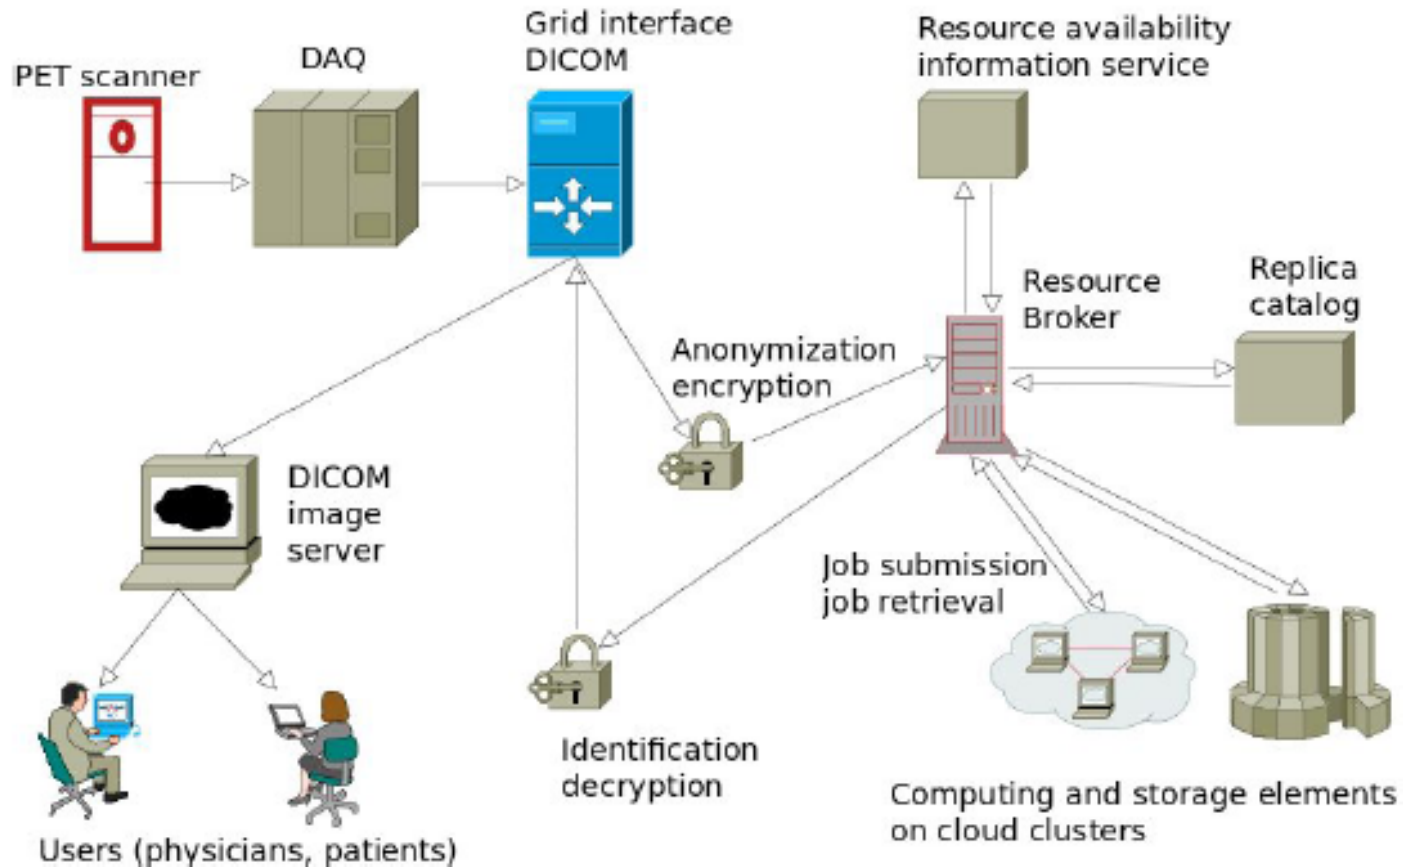 PET scanner
DAQ
Grid interface
DICOM
Resource availability
information service
Resource
Broker
Replica
catalog
Anonymization
encryption
DICOM
image
server
Job submission
job retrieval
Identification
decryption
Computing and storage elements
on cloud clusters
Users (physicians, patients)